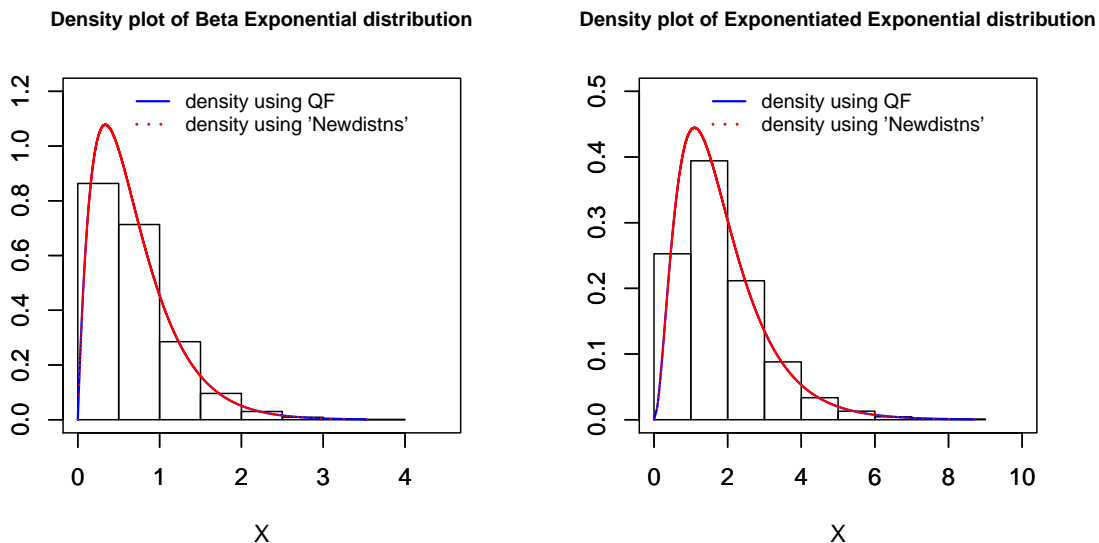 Density plot of Beta Exponential distribution
density using QF
density using ’Newdistns’
1.2
1.0
0.8
0.6
0.4
0.2
0.0
0 1 2 3 4
X
Density plot of Exponentiated Exponential distribution
density using QF
density using ’Newdistns’
0.5
0.4
0.3
0.2
0.1
0.0
0 2 4 6 8 10
X